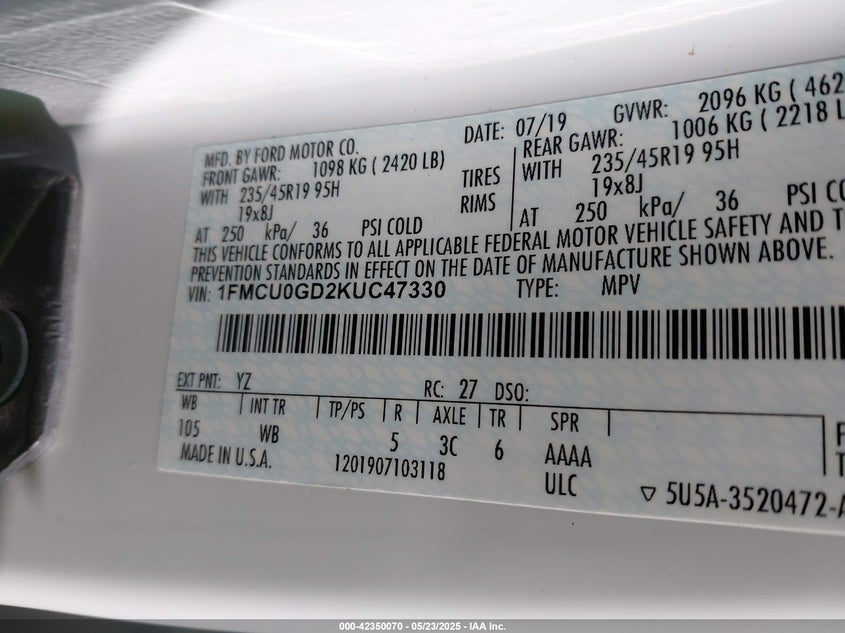 MFD. BY FORD MOTOR CO. DATE: 07/19 GVWR: 2096 KG ( 462
FRONT GAWR: 1098 KG ( 2420 LB) REAR GAWR: 1006 KG ( 2218 L
WITH 235/45R19 95H TIRES WITH 235/45R19 95H
19x8J RIMS 19x8J
AT 250 kPa/ 36 PSI COLD AT 250 kPa/ 36 PSI CO
THIS VEHICLE CONFORMS TO ALL APPLICABLE FEDERAL MOTOR VEHICLE SAFETY AND T
PREVENTION STANDARDS IN EFFECT ON THE DATE OF MANUFACTURE SHOWN ABOVE.
VIN: 1FMCU0GD2KUC47330 TYPE: MPV
EXT PNT: YZ RC: 27 DSO:
WB INT TR TP/PS R AXLE TR SPR
105 WB 5 3C 6 AAAA
MADE IN U.S.A. 1201907103118 ULC
5U5A-3520472-A
000-42350070 - 05/23/2025 - IAA Inc.